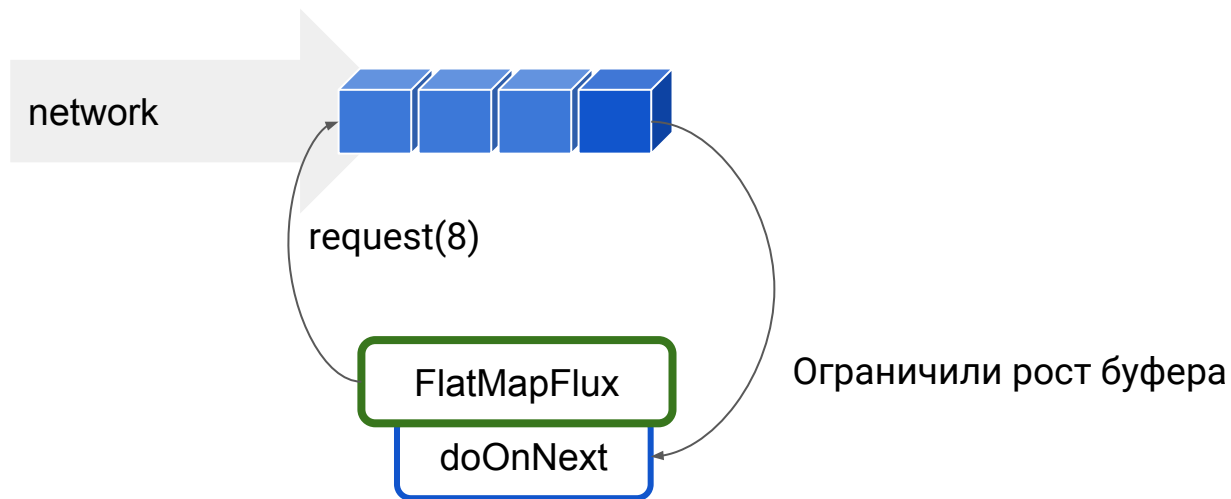 network
request(8)
FlatMapFlux
Ограничили рост буфера
doOnNext